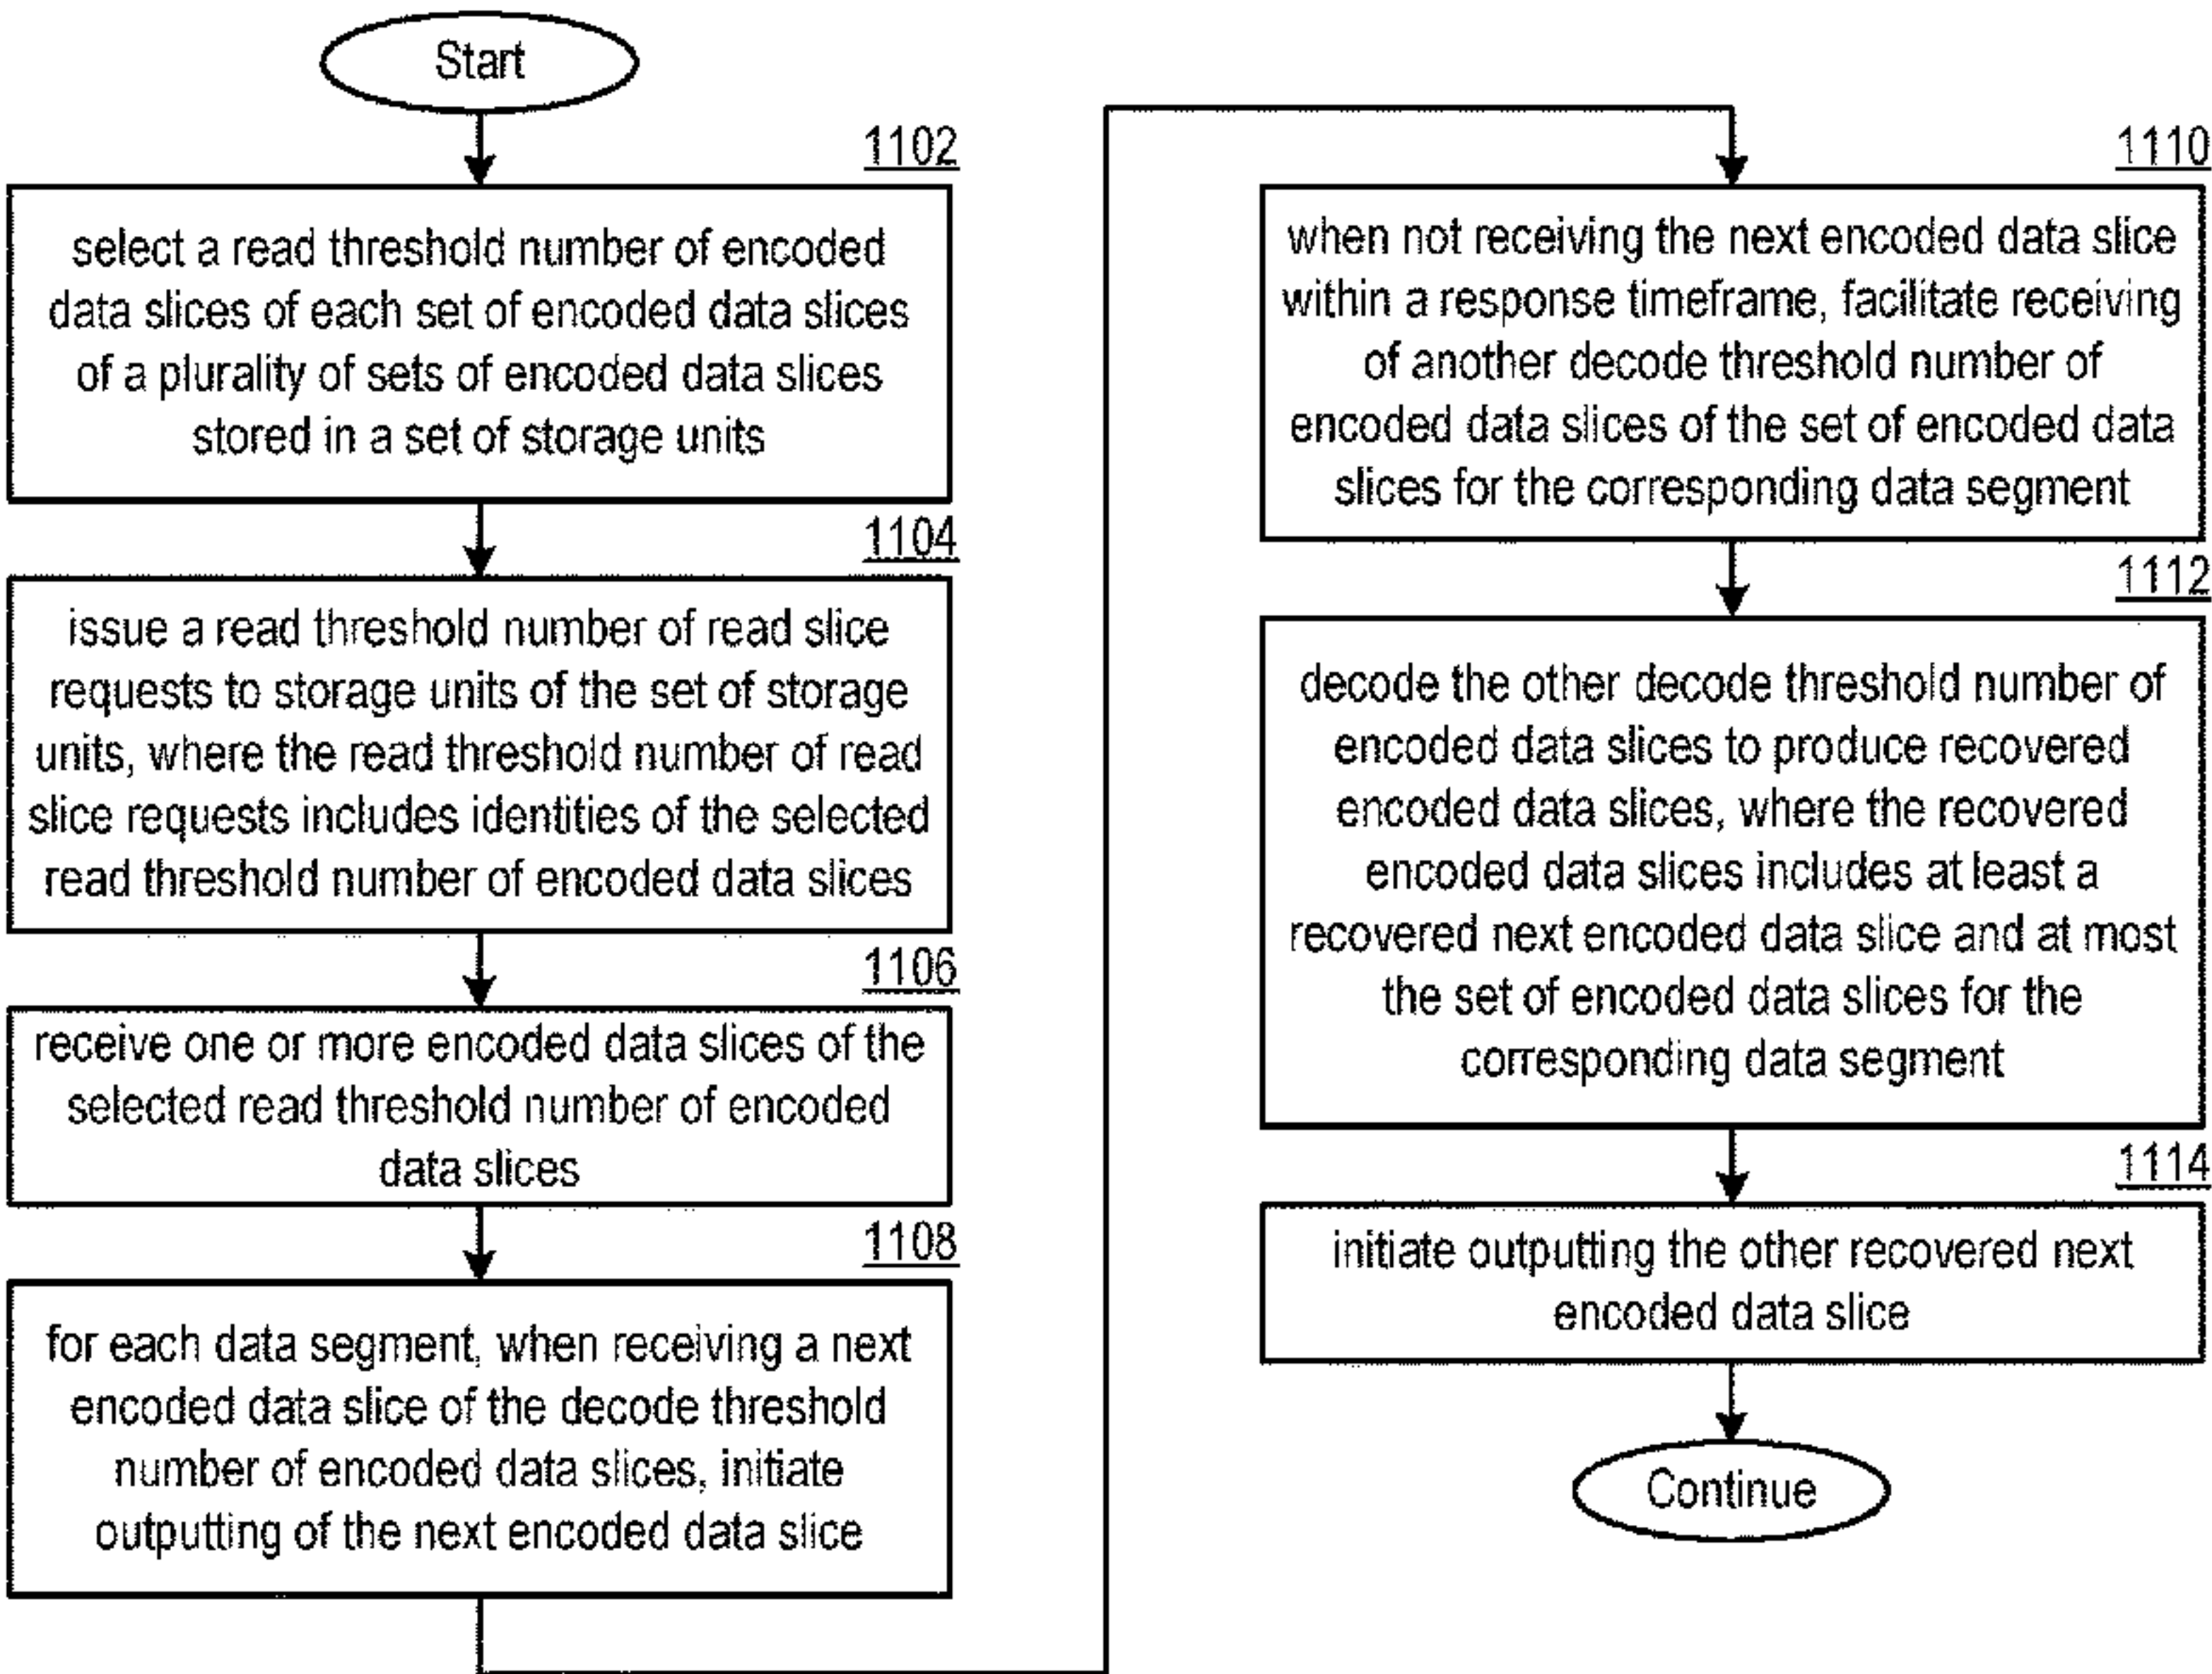 Start
1102
select a read threshold number of encoded
data slices of each set of encoded data slices
of a plurality of sets of encoded data slices
stored in a set of storage units
1104
issue a read threshold number of read slice
requests to storage units of the set of storage
units, where the read threshold number of read
slice requests includes identities of the selected
read threshold number of encoded data slices
1106
receive one or more encoded data slices of the
selected read threshold number of encoded
data slices
1108
for each data segment, when receiving a next
encoded data slice of the decode threshold
number of encoded data slices, initiate
outputting of the next encoded data slice
1110
when not receiving the next encoded data slice
within a response timeframe, facilitate receiving
of another decode threshold number of
encoded data slices of the set of encoded data
slices for the corresponding data segment
1112
decode the other decode threshold number of
encoded data slices to produce recovered
encoded data slices, where the recovered
encoded data slices includes at least a
recovered next encoded data slice and at most
the set of encoded data slices for the
corresponding data segment
1114
initiate outputting the other recovered next
encoded data slice
Continue